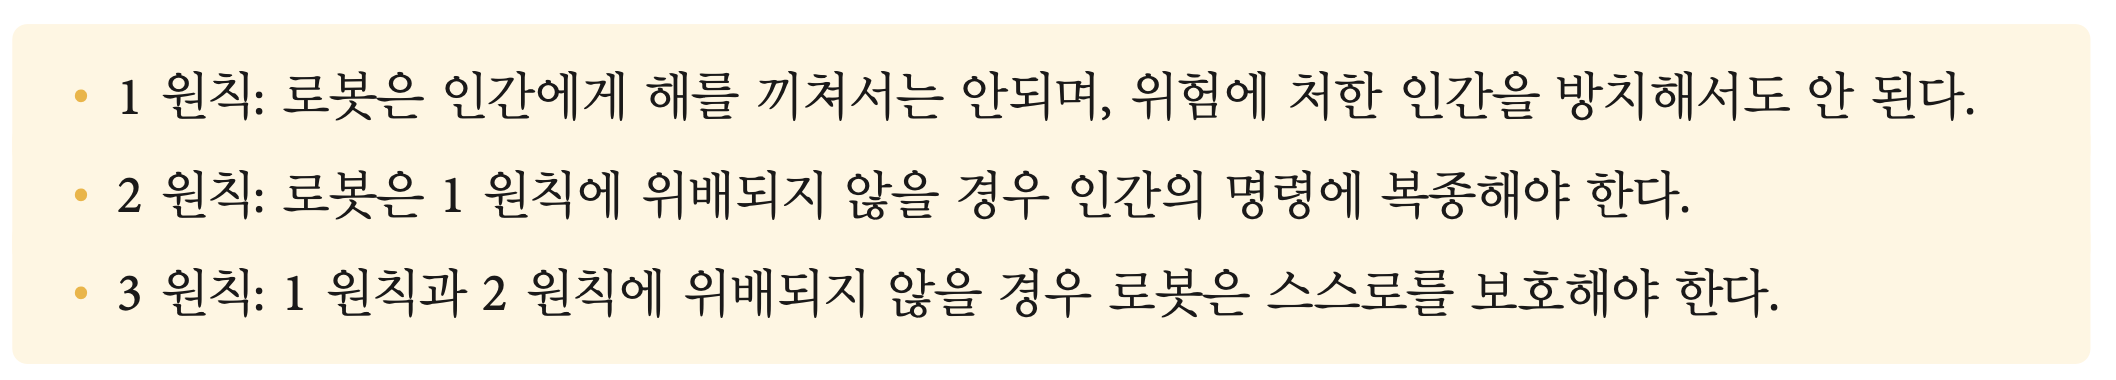 • 1 원칙: 로봇은 인간에게 해를 끼쳐서는 안되며, 위험에 처한 인간을 방치해서도 안 된다.
• 2 원칙: 로봇은 1 원칙에 위배되지 않을 경우 인간의 명령에 복종해야 한다.
• 3 원칙: 1 원칙과 2 원칙에 위배되지 않을 경우 로봇은 스스로를 보호해야 한다.